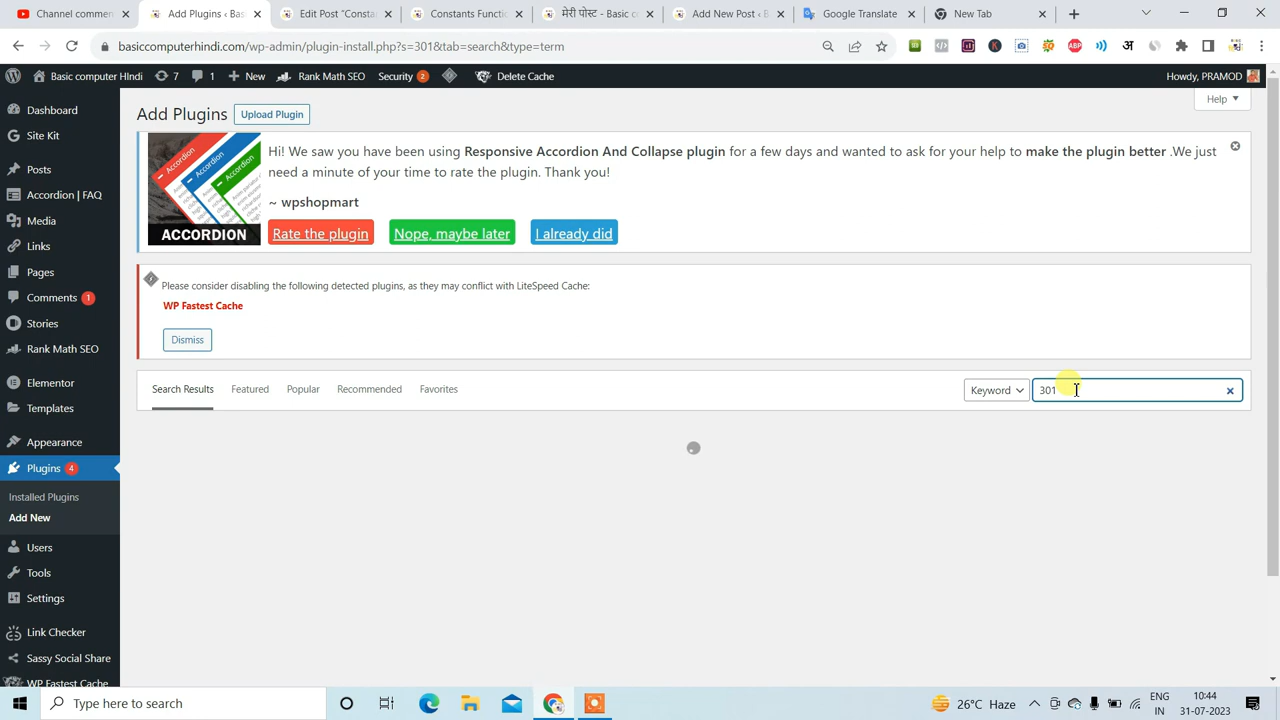 Channel comment
Add Plugins ‹ Bas
Edit Post "Consta
Constants Functi
मेरी पोस्ट - Basic co
Add New Post ‹ B
Google Translate
New Tab
basiccomputerhindi.com/wp-admin/plugin-install.php?s=301&tab=search&type=term
Basic computer HIndi
7
1
New
Rank Math SEO
Security 2
Delete Cache
Howdy, PRAMOD
Dashboard
Site Kit
Posts
Accordion | FAQ
Media
Links
Pages
Comments 1
Stories
Rank Math SEO
Elementor
Templates
Appearance
Plugins 4
Installed Plugins
Add New
Users
Tools
Settings
Link Checker
Sassy Social Share
WP Fastest Cache
Add Plugins
Upload Plugin
Help
Accordion
Accordion
Accordion
ACCORDION
Hi! We saw you have been using Responsive Accordion And Collapse plugin for a few days and wanted to ask for your help to make the plugin better .We just
need a minute of your time to rate the plugin. Thank you!
~ wpshopmart
Rate the plugin
Nope, maybe later
I already did
Please consider disabling the following detected plugins, as they may conflict with LiteSpeed Cache:
WP Fastest Cache
Dismiss
Search Results
Featured
Popular
Recommended
Favorites
Keyword
301
Type here to search
26°C Haze
ENG
IN
10:44
31-07-2023